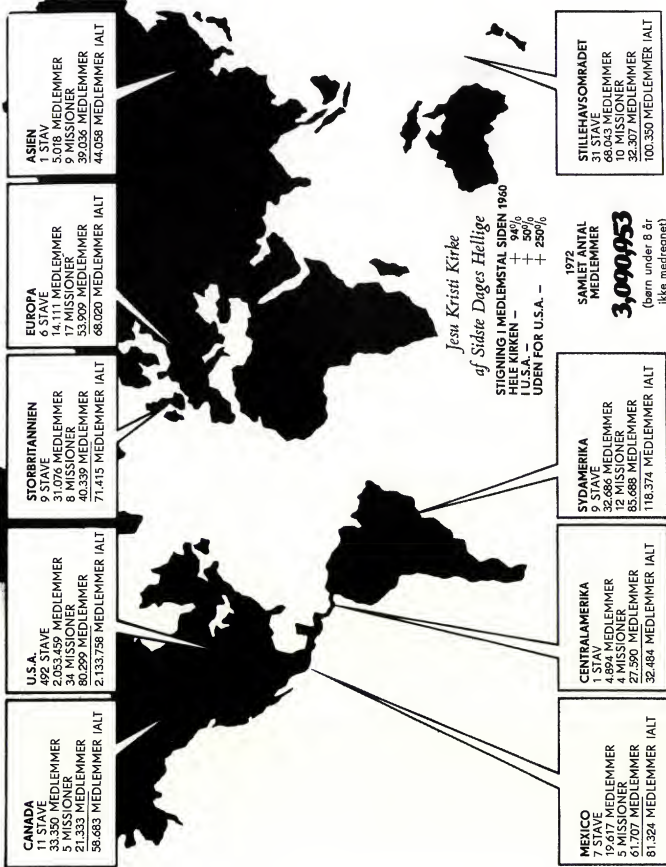 CANADA
11 STAVE
33.350 MEDLEMMER
5 MISSIONER
21.333 MEDLEMMER
58.683 MEDLEMMER IALT
U.S.A.
492 STAVE
2.053.459 MEDLEMMER
34 MISSIONER
80.299 MEDLEMMER
2.133.758 MEDLEMMER IALT
STORBRITANNIEN
9 STAVE
31.076 MEDLEMMER
8 MISSIONER
40.339 MEDLEMMER
71.415 MEDLEMMER IALT
EUROPA
6 STAVE
14.111 MEDLEMMER
17 MISSIONER
53.909 MEDLEMMER
68.020 MEDLEMMER IALT
ASIEN
1 STAV
5.018 MEDLEMMER
9 MISSIONER
39.036 MEDLEMMER
44.058 MEDLEMMER IALT
Jesu Kristi Kirke
af Sidste Dages Hellige
STIGNING I MEDLEMSTAL SIDEN 1960
HELE KIRKEN – + 94%
I U.S.A. – + 50%
UDEN FOR U.S.A. – + 250%
MEXICO
7 STAVE
19.617 MEDLEMMER
5 MISSIONER
61.707 MEDLEMMER
81.324 MEDLEMMER IALT
CENTRALAMERIKA
1 STAV
4.894 MEDLEMMER
4 MISSIONER
27.590 MEDLEMMER
32.484 MEDLEMMER IALT
SYDAMERIKA
9 STAVE
32.686 MEDLEMMER
12 MISSIONER
85.688 MEDLEMMER
118.374 MEDLEMMER IALT
1972
SAMLET ANTAL
MEDLEMMER
3,090,953
(børn under 8 år
ikke medregnet)
STILLEHAVSOMRÅDET
31 STAVE
68.043 MEDLEMMER
10 MISSIONER
32.307 MEDLEMMER
100.350 MEDLEMMER IALT